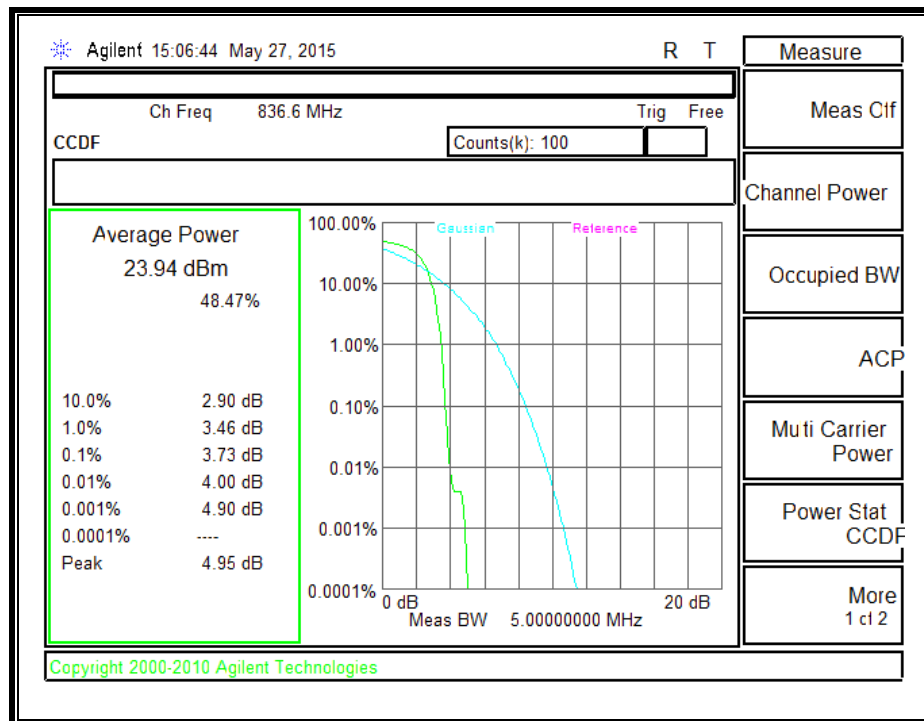 Agilent 15:06:44 May 27, 2015 R T
Measure
Ch Freq 836.6 MHz Trig Free
CCDF Counts(k): 100
Average Power
23.94 dBm
48.47%
10.0% 2.90 dB
1.0% 3.46 dB
0.1% 3.73 dB
0.01% 4.00 dB
0.001% 4.90 dB
0.0001% ----
Peak 4.95 dB
Gaussian Reference
100.00%
10.00%
1.00%
0.10%
0.01%
0.001%
0.0001%
0 dB 20 dB
Meas BW 5.00000000 MHz
Meas Off
Channel Power
Occupied BW
ACP
Multi Carrier
Power
Power Stat
CCDF
More
1 of 2
Copyright 2000-2010 Agilent Technologies